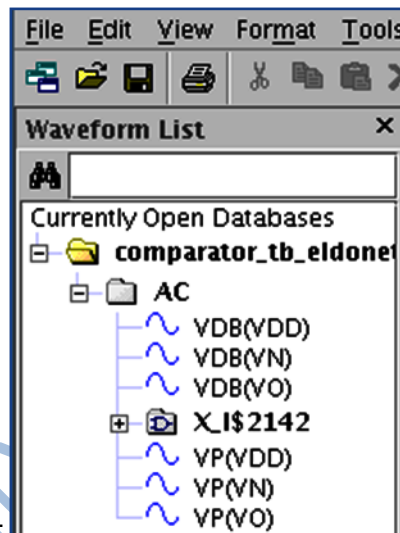 File Edit View Format Tools
Waveform List
Currently Open Databases
comparator_tb_eldonet
AC
VDB(VDD)
VDB(VN)
VDB(VO)
X_I$2142
VP(VDD)
VP(VN)
VP(VO)